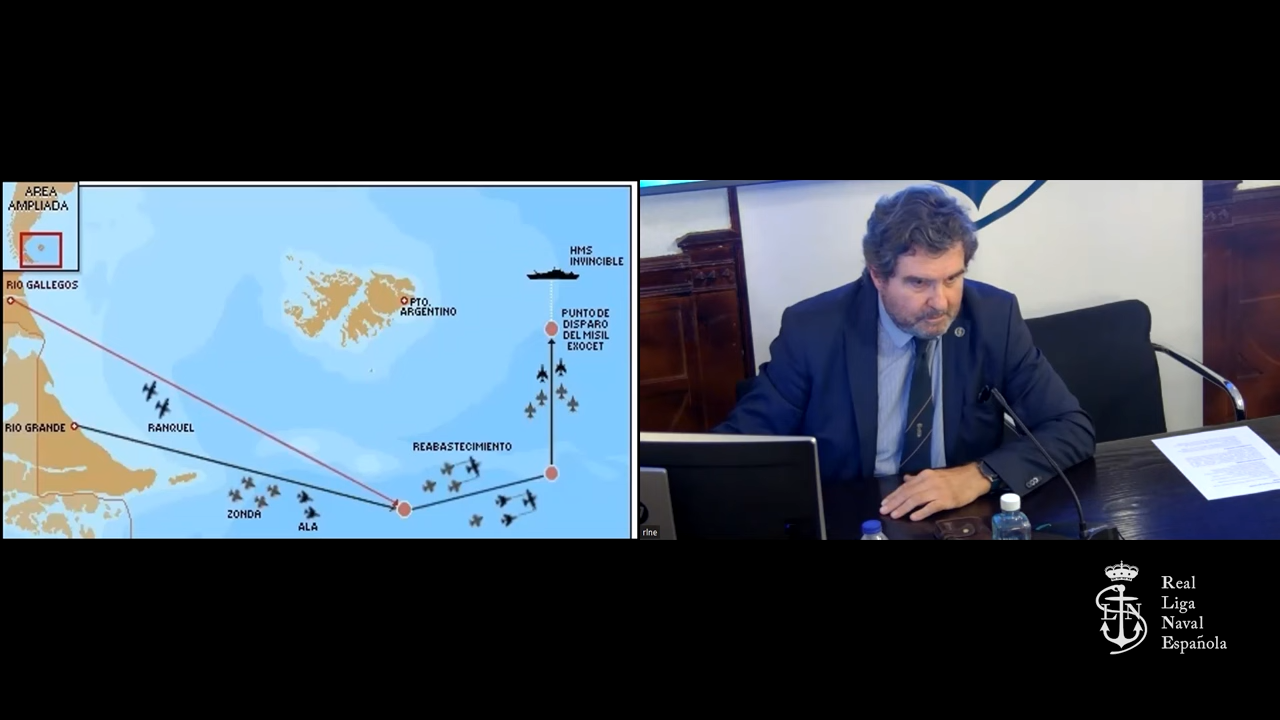 AREA
AMPLIADA
RIO GALLEGOS
RIO GRANDE
RANQUEL
ZONDA
ALA
PTO.
ARGENTINO
REABASTECIMIENTO
HMS
INVINCIBLE
PUNTO DE
DISPARO
DEL MISIL
EXOCET
rlne
LN
Real
Liga
Naval
Española